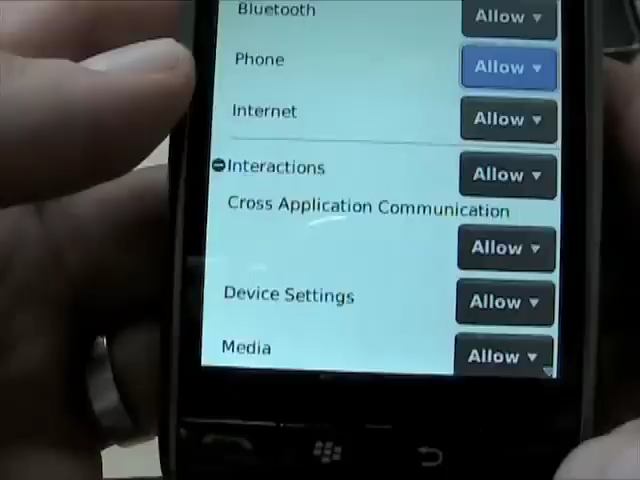 Bluetooth Allow
Phone Allow
Internet Allow
Interactions Allow
Cross Application Communication
Allow
Device Settings Allow
Media Allow